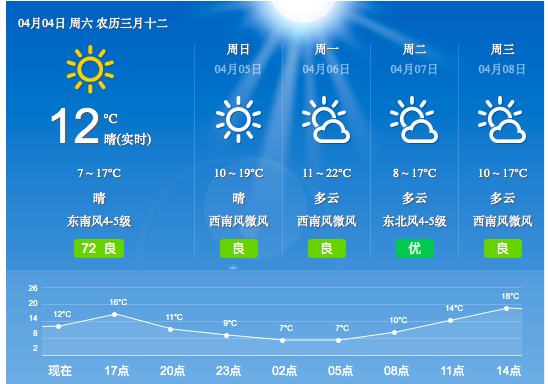 04月04日 周六 农历三月十二
12 °C
晴(实时)
7～17°C
晴
东南风4-5级
72 良
周日
04月05日
10～19°C
晴
西南风微风
良
周一
04月06日
11～22°C
多云
西南风微风
良
周二
04月07日
8～17°C
多云
东北风4-5级
优
周三
04月08日
10～17°C
多云
西南风微风
良
26
20
14
8
2
12°C
16°C
11°C
9°C
7°C
7°C
10°C
14°C
18°C
现在 17点 20点 23点 02点 05点 08点 11点 14点